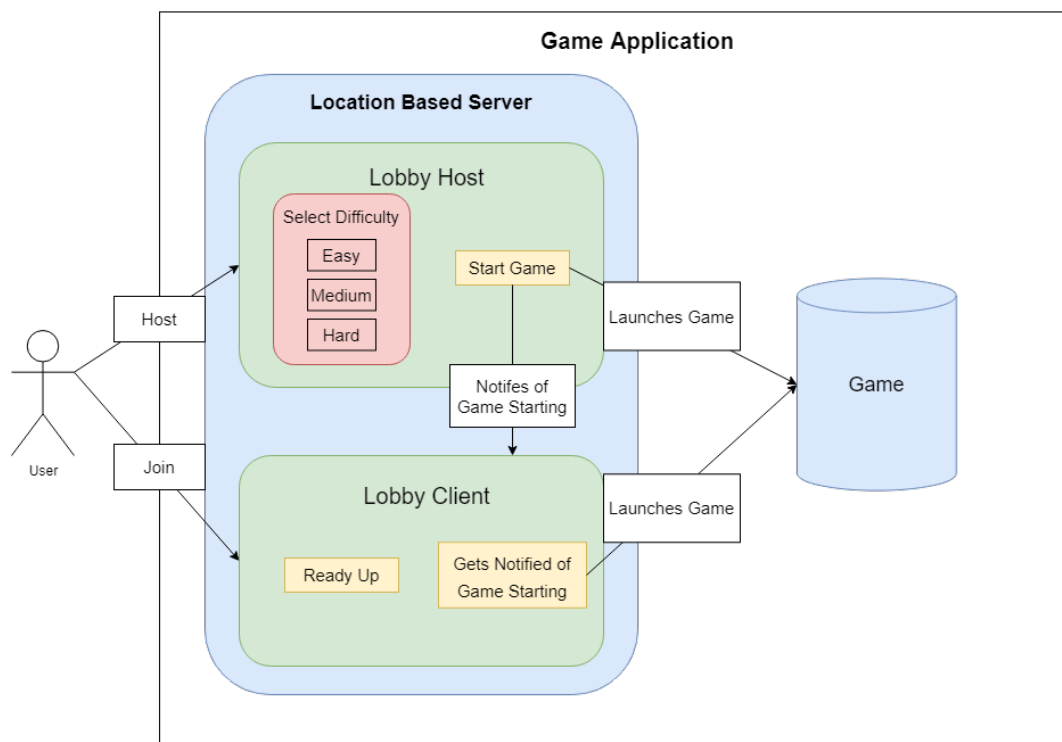 Game Application
Location Based Server
Lobby Host
Select Difficulty
Easy
Medium
Hard
Start Game
Host
Launches Game
Notifes of
Game Starting
Game
User
Join
Lobby Client
Launches Game
Ready Up
Gets Notified of
Game Starting